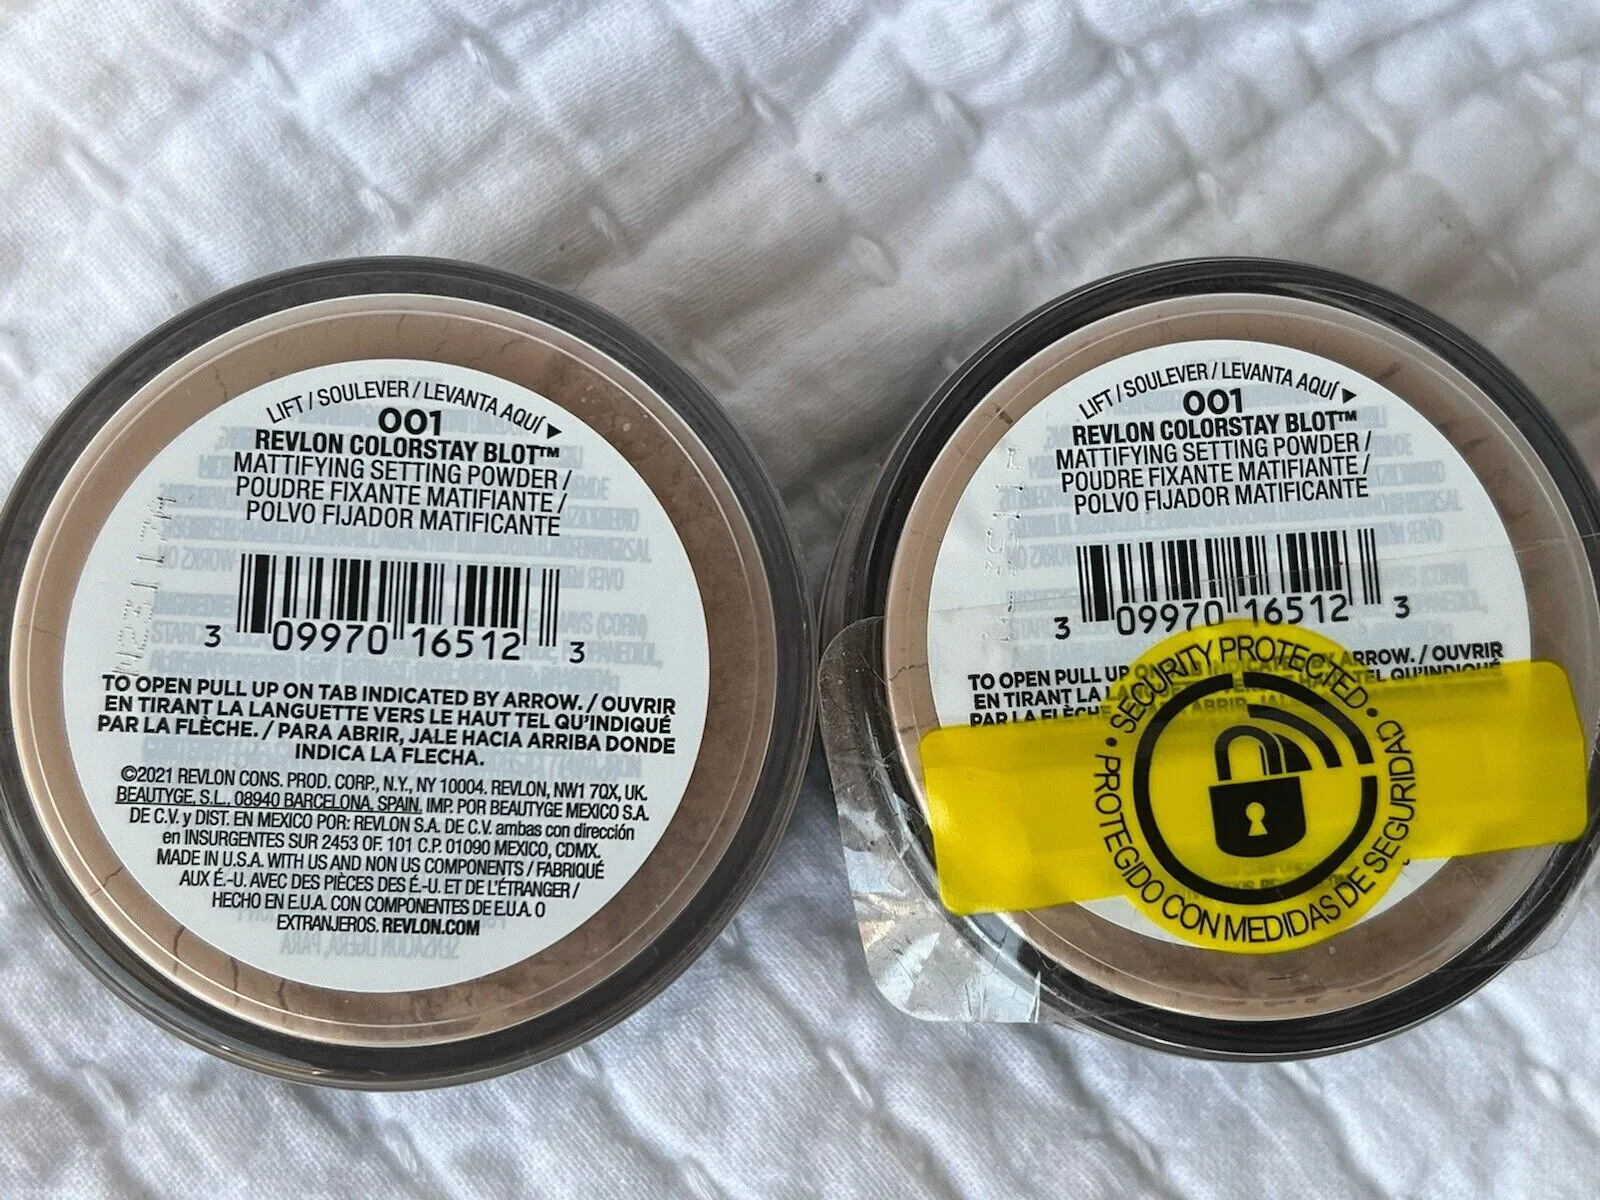 LIFT / SOULEVER / LEVANTA AQUÍ ▼
001
REVLON COLORSTAY BLOT™
MATTIFYING SETTING POWDER /
POUDRE FIXANTE MATIFIANTE /
POLVO FIJADOR MATIFICANTE
3 09970 16512 3
TO OPEN PULL UP ON TAB INDICATED BY ARROW. / OUVRIR
EN TIRANT LA LANGUETTE VERS LE HAUT TEL QU'INDIQUÉ
PAR LA FLÈCHE. / PARA ABRIR, JALE HACIA ARRIBA DONDE
INDICA LA FLECHA.
©2021 REVLON CONS. PROD. CORP., N.Y., NY 10004. REVLON, NW1 7QX, UK.
BEAUTYGE, S.L., 08940 BARCELONA, SPAIN. IMP. POR BEAUTYGE MEXICO S.A.
DE C.V. y DIST. EN MEXICO POR: REVLON S.A. DE C.V. ambas con dirección
en INSURGENTES SUR 2453 OF. 101 C.P. 01090 MEXICO, CDMX.
MADE IN U.S.A. WITH US AND NON US COMPONENTS / FABRIQUÉ
AUX É.-U. AVEC DES PIÈCES DES É.-U. ET DE L'ÉTRANGER /
HECHO EN E.U.A. CON COMPONENTES DE E.U.A. O
EXTRANJEROS. REVLON.COM
LIFT / SOULEVER / LEVANTA AQUÍ ▼
001
REVLON COLORSTAY BLOT™
MATTIFYING SETTING POWDER /
POUDRE FIXANTE MATIFIANTE /
POLVO FIJADOR MATIFICANTE
3 09970 16512 3
TO OPEN PULL UP ON TAB INDICATED BY ARROW. / OUVRIR
EN TIRANT LA TEL QU'INDIQUÉ
PAR LA FLÈCHE
• SECURITY PROTECTED •
PROTEGIDO CON MEDIDAS DE SEGURIDAD